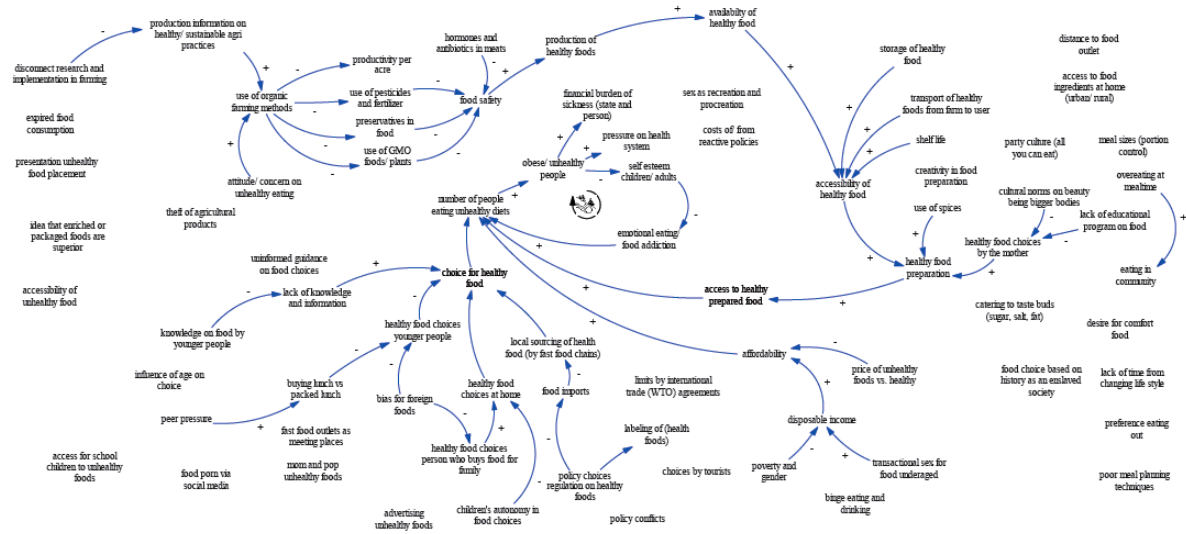 production information on
healthy/ sustainable agri
practices
disconnect research and
implementation in farming
use of organic
farming methods
productivity per
acre
use of pesticides
and fertilizer
preservatives in
food
use of GMO
foods/ plants
hormones and
antibiotics in meats
food safety
production of
healthy foods
availabilty of
healthy food
expired food
consumption
presentation unhealthy
food placement
attitude/ concern on
unhealthy eating
theft of agricultural
products
idea that enriched or
packaged foods are
superior
accessibility of
unhealthy food
financial burden of
sickness (state and
person)
pressure on health
system
obese/ unhealthy
people
self esteem
children/ adults
number of people
eating unhealthy diets
emotional eating/
food addiction
sex as recreation and
procreation
costs of from
reactive policies
storage of healthy
food
transport of healthy
foods from farm to user
shelf life
accessibility of
healthy food
creativity in food
preparation
use of spices
healthy food
preparation
distance to food
outlet
access to food
ingredients at home
(urban/ rural)
party culture (all
you can eat)
meal sizes (portion
control)
overeating at
mealtime
cultural norms on beauty
being bigger bodies
lack of educational
program on food
healthy food choices
by the mother
eating in
community
catering to taste buds
(sugar, salt, fat)
desire for comfort
food
uninformed guidance
on food choices
lack of knowledge
and information
choice for healthy
food
access to healthy
prepared food
knowledge on food by
younger people
influence of age on
choice
healthy food choices
younger people
buying lunch vs
packed lunch
peer pressure
bias for foreign
foods
fast food outlets as
meeting places
mom and pop
unhealthy foods
access for school
children to unhealthy
foods
food porn via
social media
advertising
unhealthy foods
healthy food
choices at home
healthy food choices
person who buys food for
family
children's autonomy in
food choices
local sourcing of health
food (by fast food chains)
food imports
limits by international
trade (WTO) agreements
labeling of (health
foods)
policy choices
regulation on healthy
foods
choices by tourists
policy conflicts
affordability
price of unhealthy
foods vs. healthy
disposable income
poverty and
gender
transactional sex for
food underaged
binge eating and
drinking
food choice based on
history as an enslaved
society
lack of time from
changing life style
preference eating
out
poor meal planning
techniques